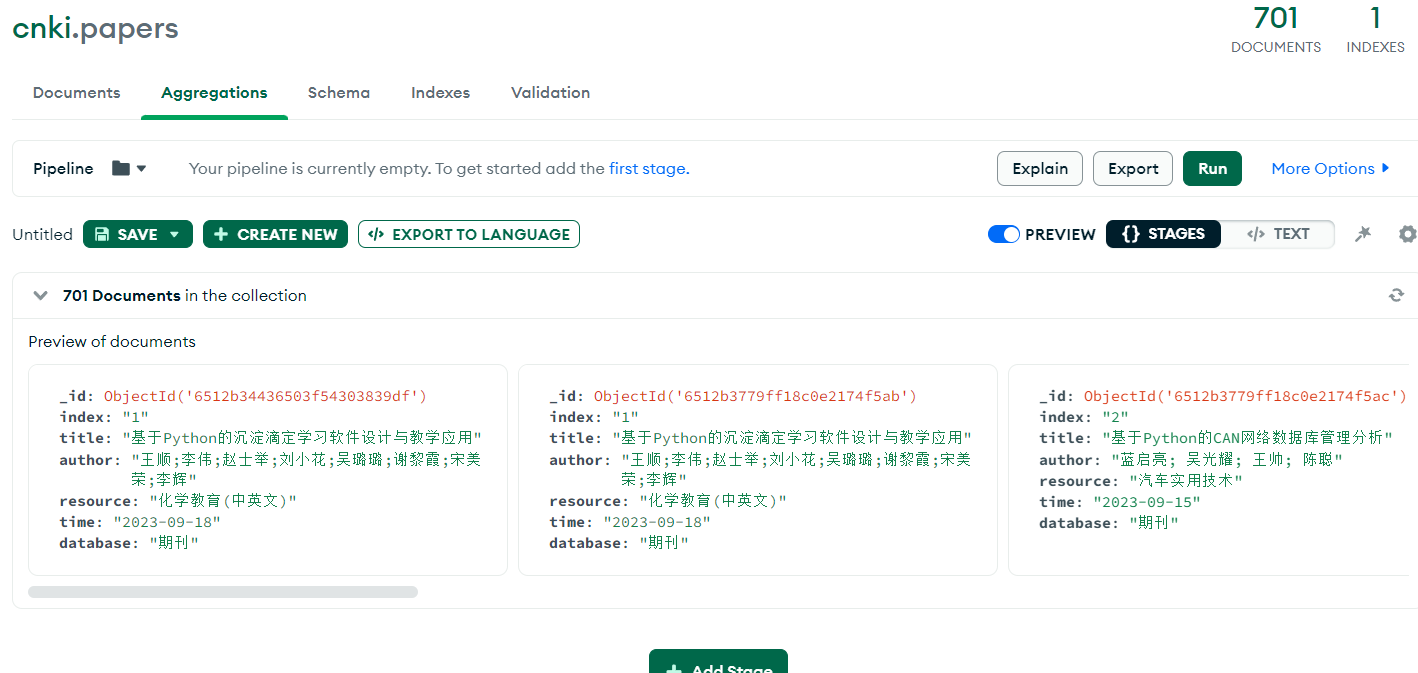 cnki.papers
701
DOCUMENTS
1
INDEXES
Documents
Aggregations
Schema
Indexes
Validation
Pipeline
Your pipeline is currently empty. To get started add the first stage.
Explain
Export
Run
More Options
Untitled
SAVE
CREATE NEW
</> EXPORT TO LANGUAGE
PREVIEW
{} STAGES
</> TEXT
701 Documents in the collection
Preview of documents
_id: ObjectId('6512b34436503f54303839df')
index: "1"
title: "基于Python的沉淀滴定学习软件设计与教学应用"
author: "王顺;李伟;赵士举;刘小花;吴璐璐;谢黎霞;宋美
荣;李辉"
resource: "化学教育(中英文)"
time: "2023-09-18"
database: "期刊"
_id: ObjectId('6512b3779ff18c0e2174f5ab')
index: "1"
title: "基于Python的沉淀滴定学习软件设计与教学应用"
author: "王顺;李伟;赵士举;刘小花;吴璐璐;谢黎霞;宋美
荣;李辉"
resource: "化学教育(中英文)"
time: "2023-09-18"
database: "期刊"
_id: ObjectId('6512b3779ff18c0e2174f5ac')
index: "2"
title: "基于Python的CAN网络数据库管理分析"
author: "蓝启亮; 吴光耀; 王帅; 陈聪"
resource: "汽车实用技术"
time: "2023-09-15"
database: "期刊"
+ Add Stage